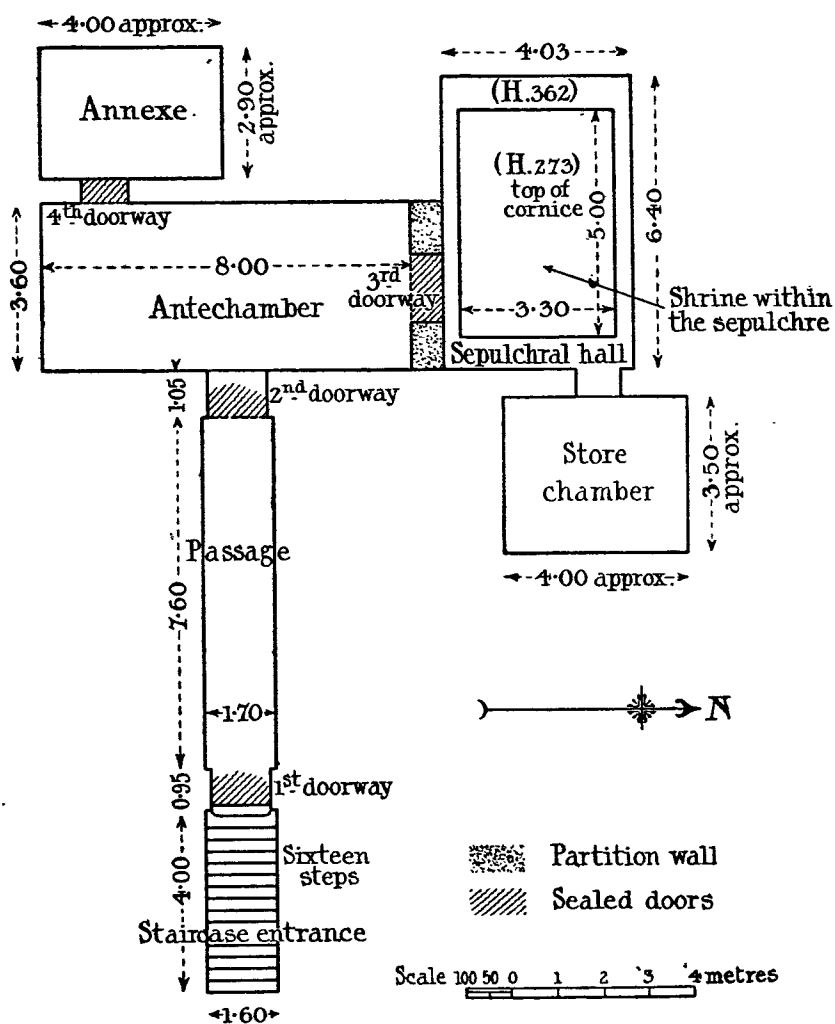 4·00 approx.
Annexe
2·90
approx.
4·03
(H.362)
(H.273)
top of
cornice
5·00
6·40
4th doorway
3·60
8·00
3rd
doorway
Antechamber
3·30
Shrine within
the sepulchre
Sepulchral hall
1·05
2nd doorway
Store
chamber
3·50
approx.
4·00 approx.
Passage
7·60
1·70
N
0·95
1st doorway
4·00
Sixteen
steps
Staircase entrance
1·60
Partition wall
Sealed doors
Scale 100 50 0 1 2 3 4 metres